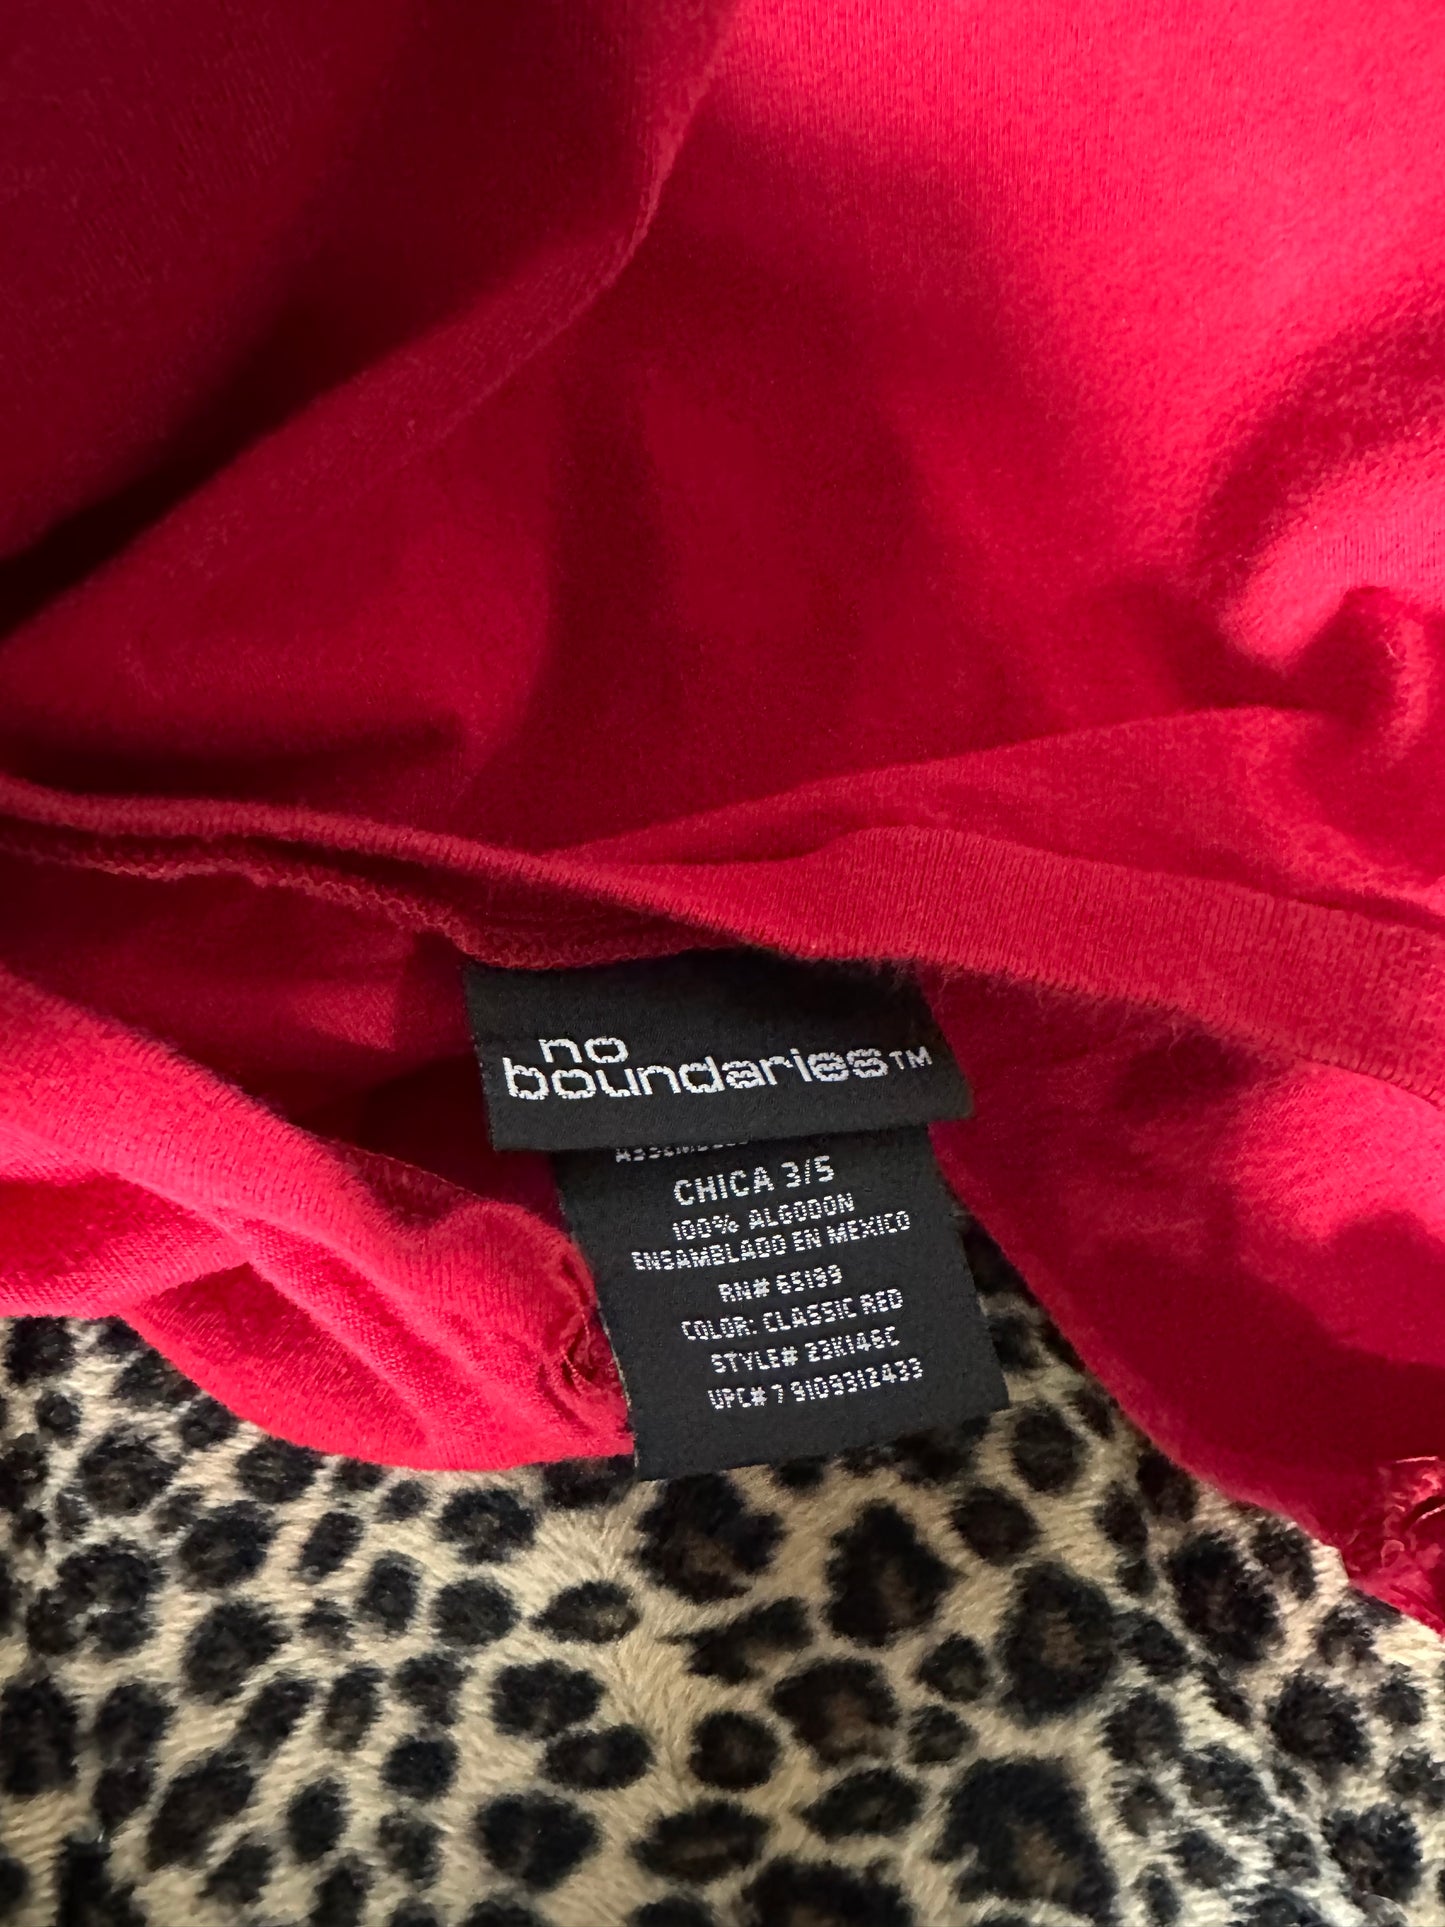 no
boundaries™
CHICA 3/5
100% ALGODON
ENSAMBLADO EN MEXICO
RN# 65199
COLOR: CLASSIC RED
STYLE# 23K146C
UPC# 7 9109312433